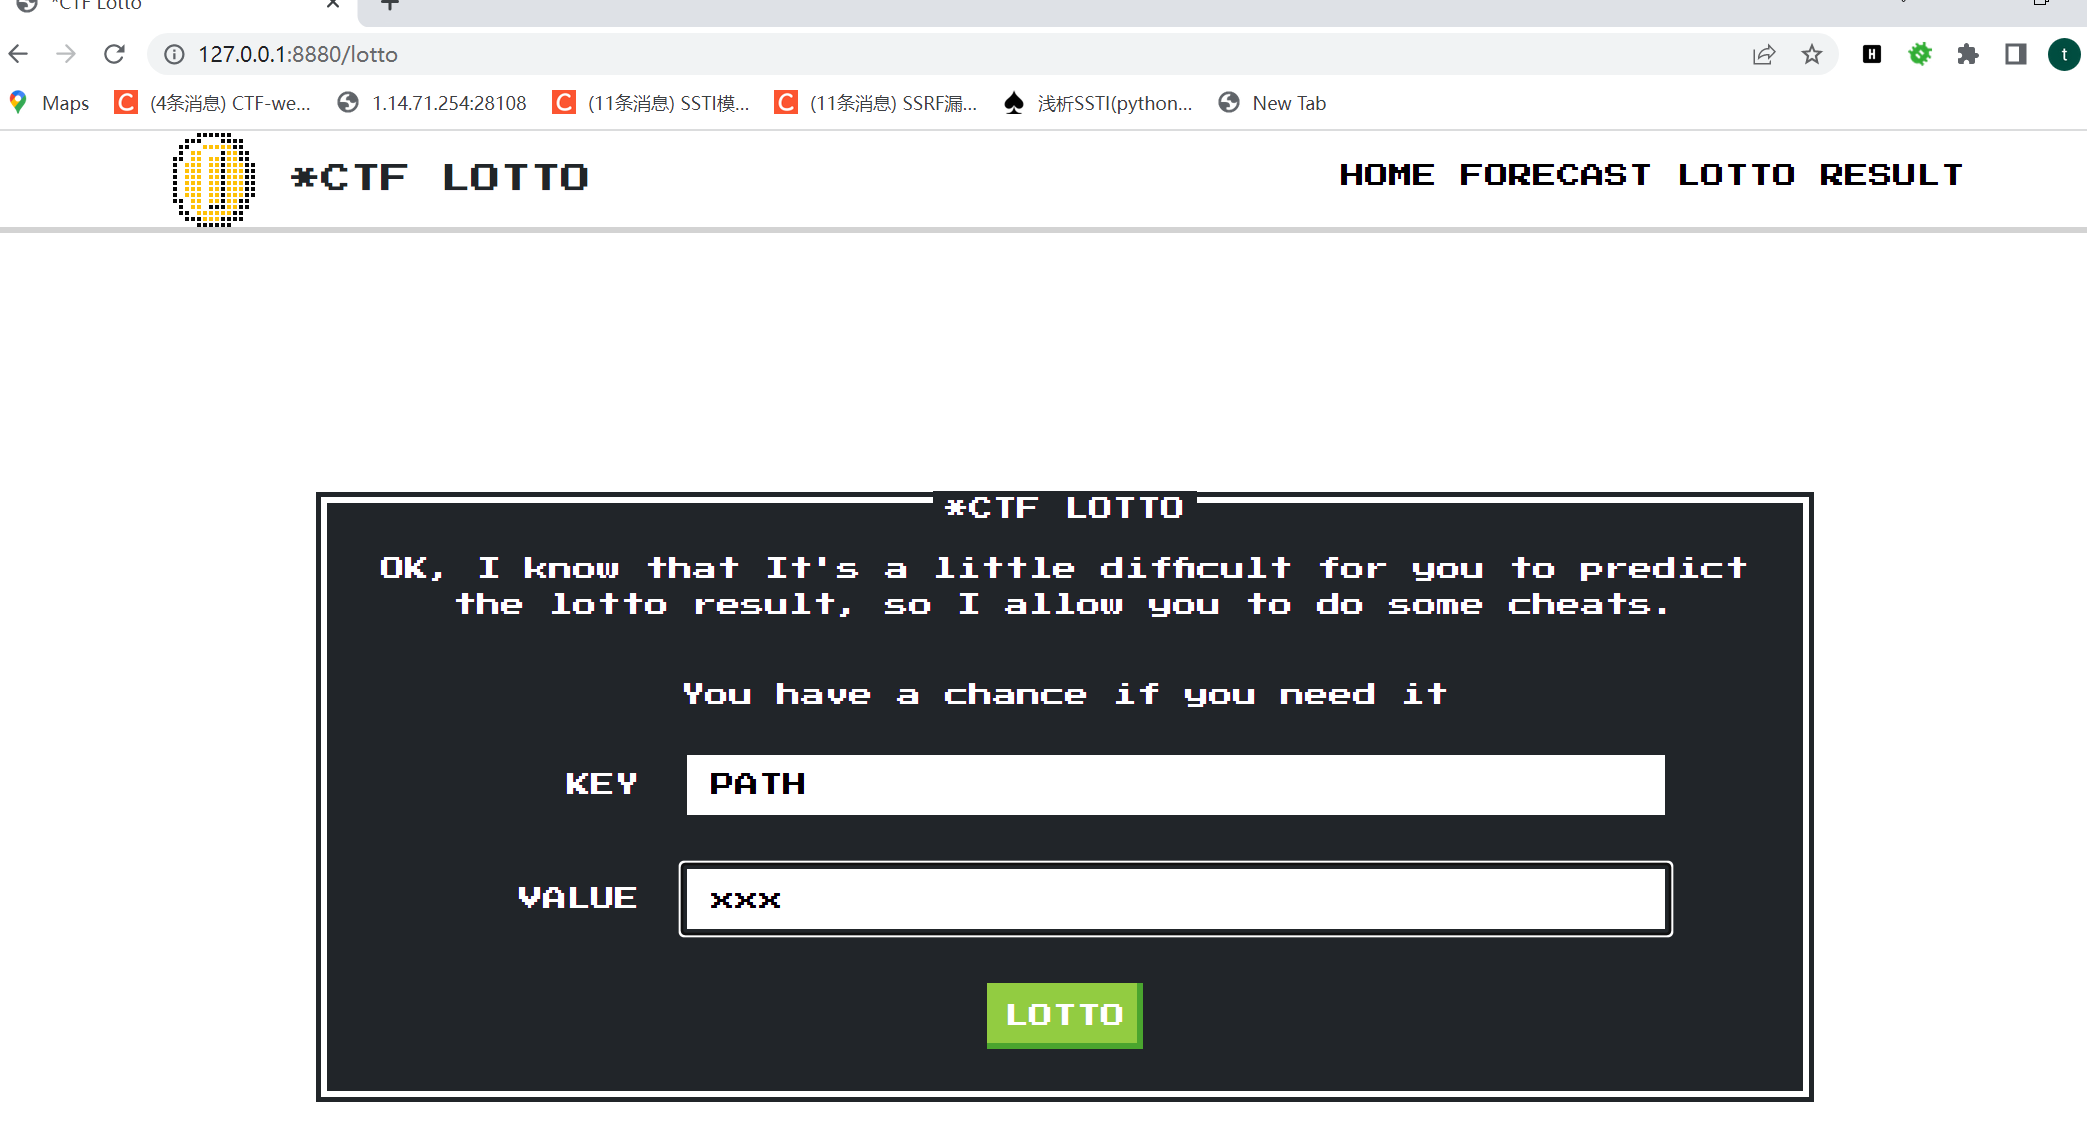 *CTF Lotto
127.0.0.1:8880/lotto
t
Maps (4条消息) CTF-we... 1.14.71.254:28108 (11条消息) SSTI模... (11条消息) SSRF漏... 浅析SSTI(python... New Tab
*CTF LOTTO
HOME FORECAST LOTTO RESULT
*CTF LOTTO
OK, I know that It's a little difficult for you to predict
the lotto result, so I allow you to do some cheats.
You have a chance if you need it
KEY PATH
VALUE xxx
LOTTO